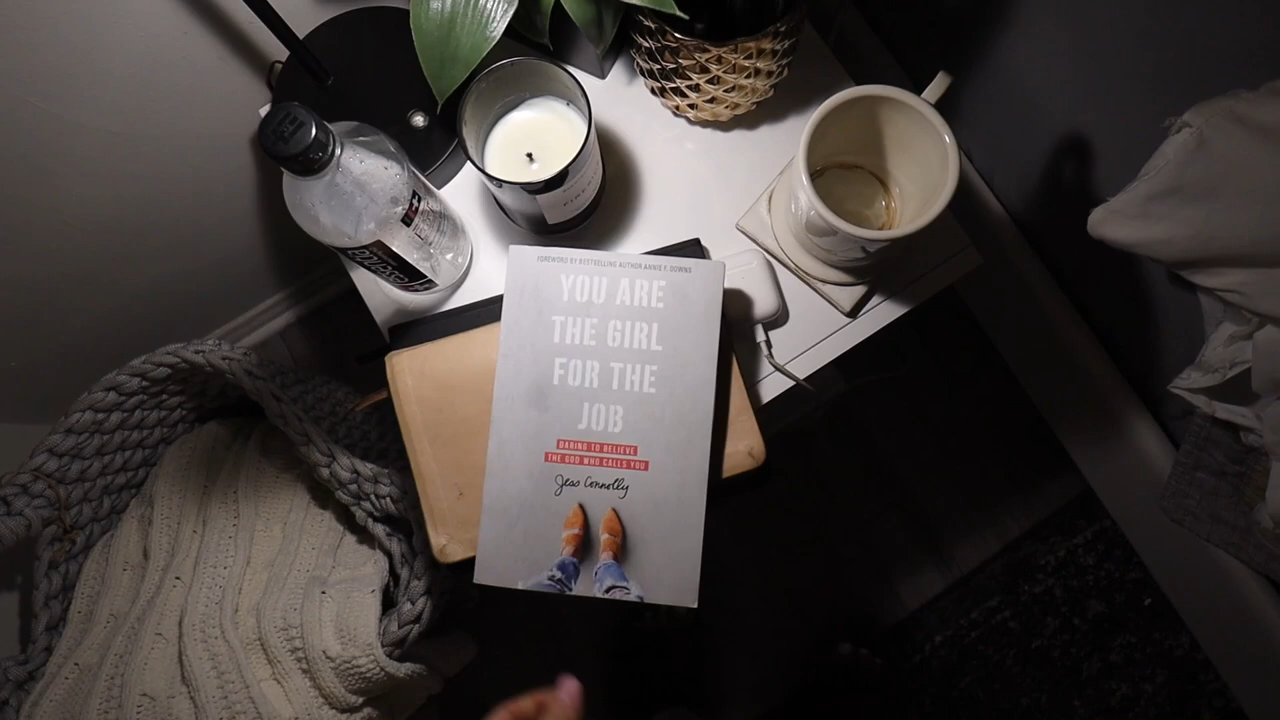 FOREWORD BY BESTSELLING AUTHOR ANNIE F. DOWNS
YOU ARE
THE GIRL
FOR THE
JOB
DARING TO BELIEVE
THE GOD WHO CALLS YOU
Jess Connolly
essentia